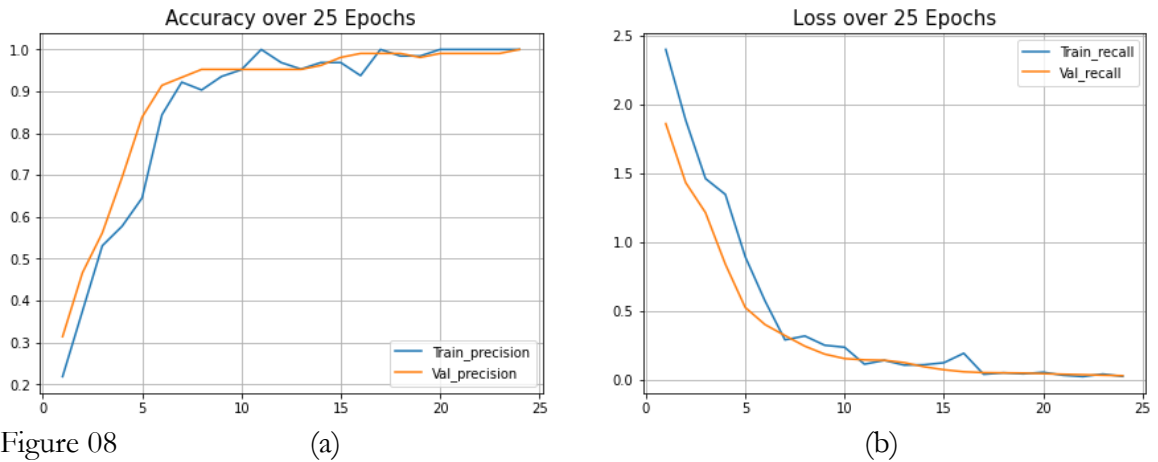 Accuracy over 25 Epochs
1.0
0.9
0.8
0.7
0.6
0.5
0.4
0.3
0.2
0 5 10 15 20 25
Train_precision
Val_precision
Loss over 25 Epochs
2.5
2.0
1.5
1.0
0.5
0.0
0 5 10 15 20 25
Train_recall
Val_recall
Figure 08 (a) (b)